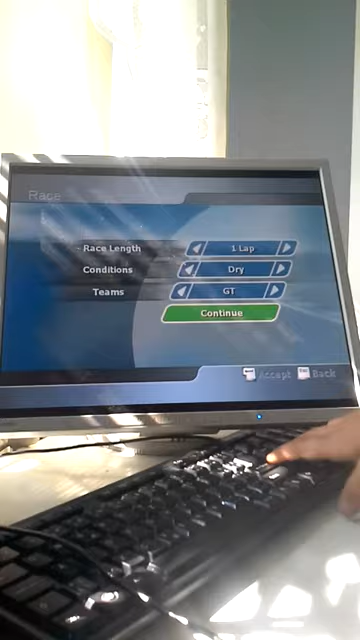 Race
- Race Length 1 Lap
Conditions Dry
Teams GT
Continue
Accept Back